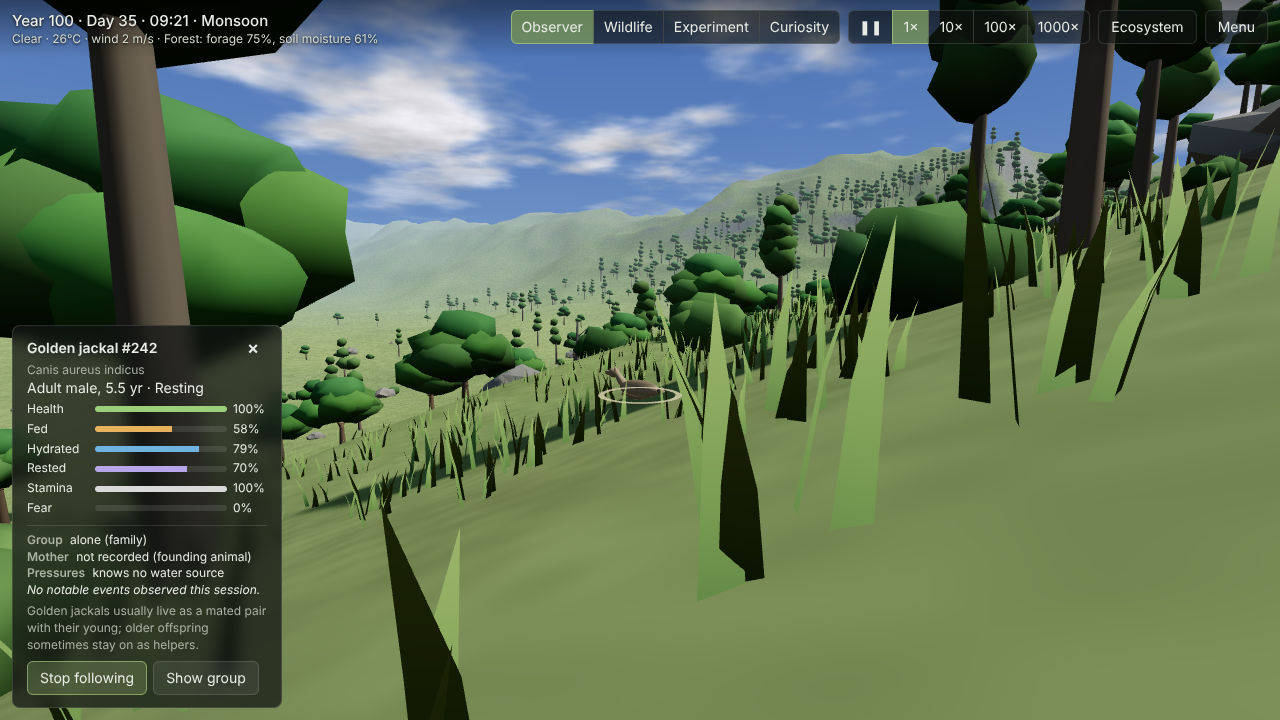 Year 100 · Day 35 · 09:21 · Monsoon
Clear · 26°C · wind 2 m/s · Forest: forage 75%, soil moisture 61%
Observer Wildlife Experiment Curiosity ❚❚ 1× 10× 100× 1000× Ecosystem Menu
Golden jackal #242 ×
Canis aureus indicus
Adult male, 5.5 yr · Resting
Health 100%
Fed 58%
Hydrated 79%
Rested 70%
Stamina 100%
Fear 0%
Group alone (family)
Mother not recorded (founding animal)
Pressures knows no water source
No notable events observed this session.
Golden jackals usually live as a mated pair
with their young; older offspring
sometimes stay on as helpers.
Stop following Show group